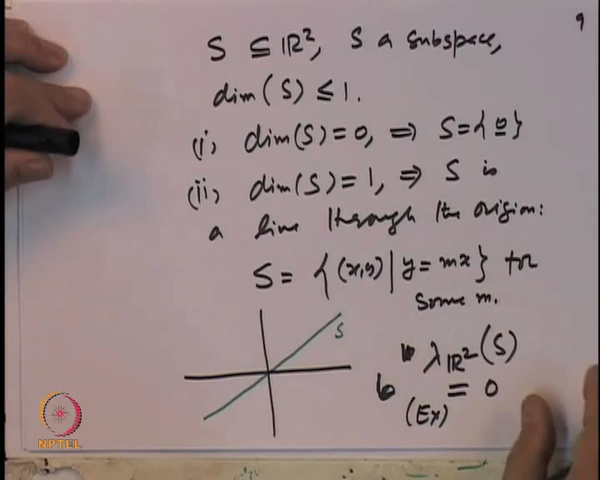 9
S ⊆ ℝ², S a subspace,
dim(S) ≤ 1.
(i) dim(S) = 0, ⇒ S = {0}
(ii) dim(S) = 1, ⇒ S is
a line through the origin:
S = {(x,y) | y = mx} for
some m.
S
λ_ℝ²(S)
= 0
(Ex)
NPTEL